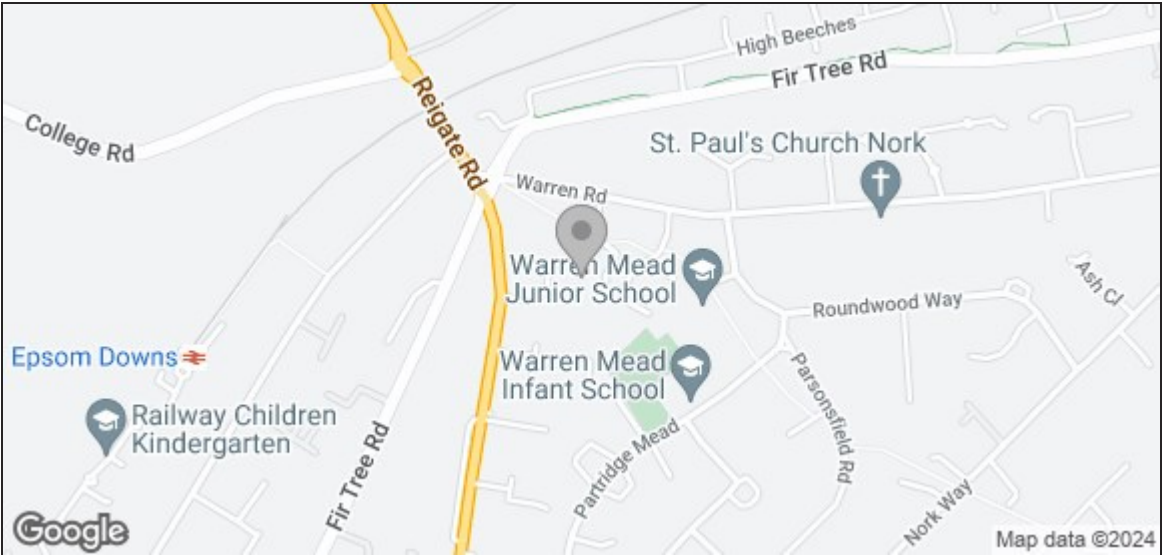 High Beeches
Fir Tree Rd
College Rd
Reigate Rd
St. Paul's Church Nork
Warren Rd
Warren Mead
Junior School
Ash Cl
Roundwood Way
Epsom Downs
Warren Mead
Infant School
Parsonsfield Rd
Railway Children
Kindergarten
Fir Tree Rd
Partridge Mead
Nork Way
Google
Map data ©2024